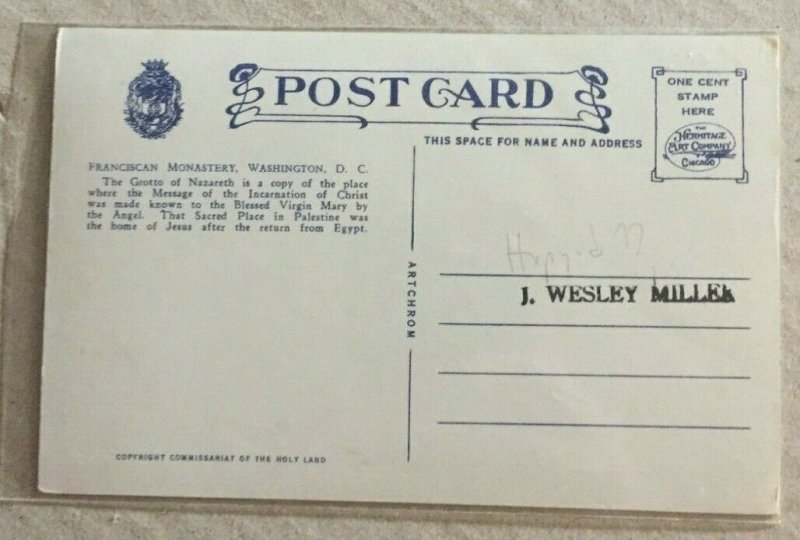 POST CARD
ONE CENT
STAMP
HERE
THE
HERMITAGE
ART COMPANY
CHICAGO
THIS SPACE FOR NAME AND ADDRESS
FRANCISCAN MONASTERY, WASHINGTON, D. C.
The Grotto of Nazareth is a copy of the place
where the Message of the Incarnation of Christ
was made known to the Blessed Virgin Mary by
the Angel. That Sacred Place in Palestine was
the home of Jesus after the return from Egypt.
ARTCHROM
J. WESLEY MILLER
COPYRIGHT COMMISSARIAT OF THE HOLY LAND